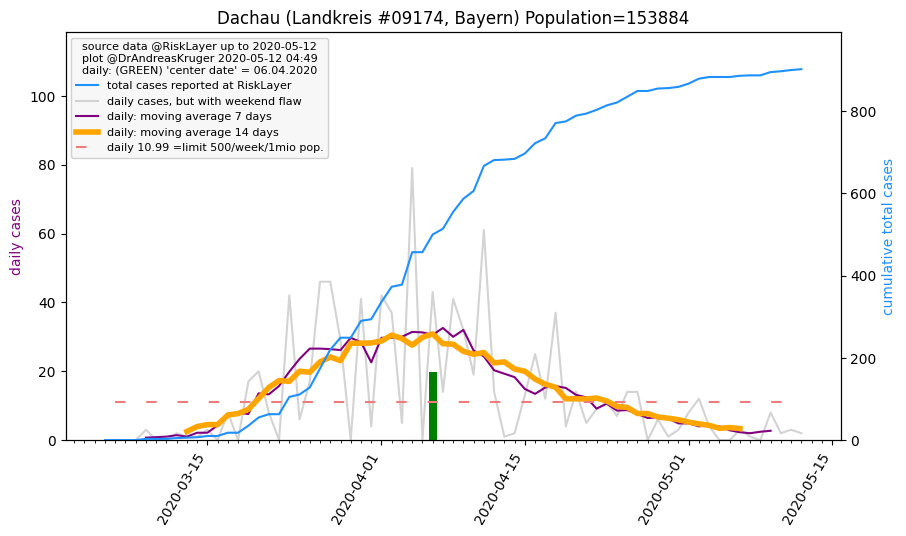 Dachau (Landkreis #09174, Bayern) Population=153884
source data @RiskLayer up to 2020-05-12
plot @DrAndreasKruger 2020-05-12 04:49
daily: (GREEN) 'center date' = 06.04.2020
total cases reported at RiskLayer
daily cases, but with weekend flaw
daily: moving average 7 days
daily: moving average 14 days
daily 10.99 =limit 500/week/1mio pop.
daily cases
100
80
60
40
20
0
cumulative total cases
800
600
400
200
0
2020-03-15
2020-04-01
2020-04-15
2020-05-01
2020-05-15